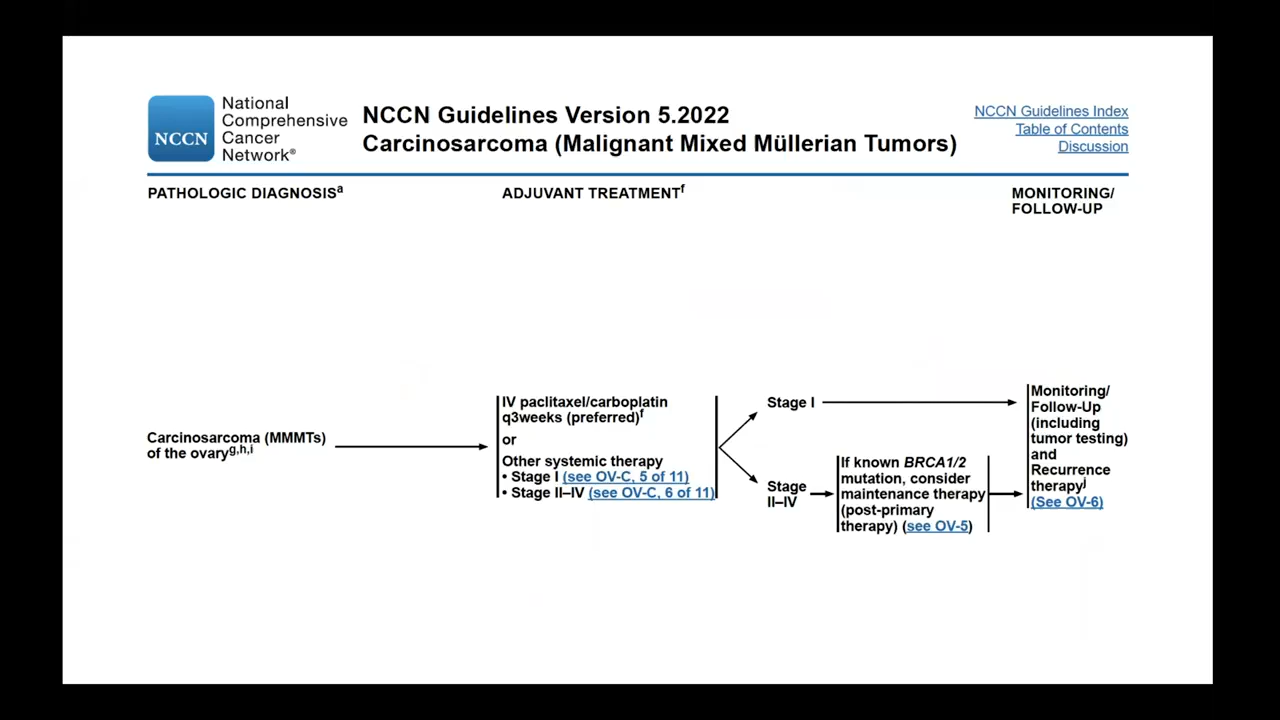 NCCN
National
Comprehensive
Cancer
Network®
NCCN Guidelines Version 5.2022
Carcinosarcoma (Malignant Mixed Müllerian Tumors)
NCCN Guidelines Index
Table of Contents
Discussion
PATHOLOGIC DIAGNOSISa
ADJUVANT TREATMENTf
MONITORING/
FOLLOW-UP
Carcinosarcoma (MMMTs)
of the ovaryg,h,i
IV paclitaxel/carboplatin
q3weeks (preferred)f
or
Other systemic therapy
• Stage I (see OV-C, 5 of 11)
• Stage II–IV (see OV-C, 6 of 11)
Stage I
Stage
II–IV
If known BRCA1/2
mutation, consider
maintenance therapy
(post-primary
therapy) (see OV-5)
Monitoring/
Follow-Up
(including
tumor testing)
and
Recurrence
therapyj
(See OV-6)